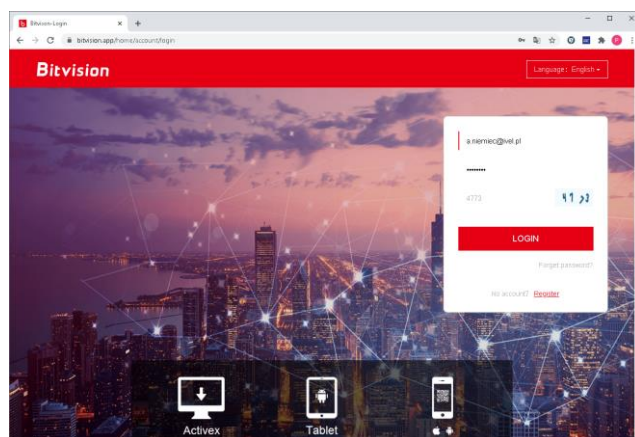 Bitvision-Login
bitvision.app/home/account/login
Bitvision
Language: English
a.niemiec@ivel.pl
••••••••
4773
LOGIN
Forget password?
No account? Register
Activex
Tablet